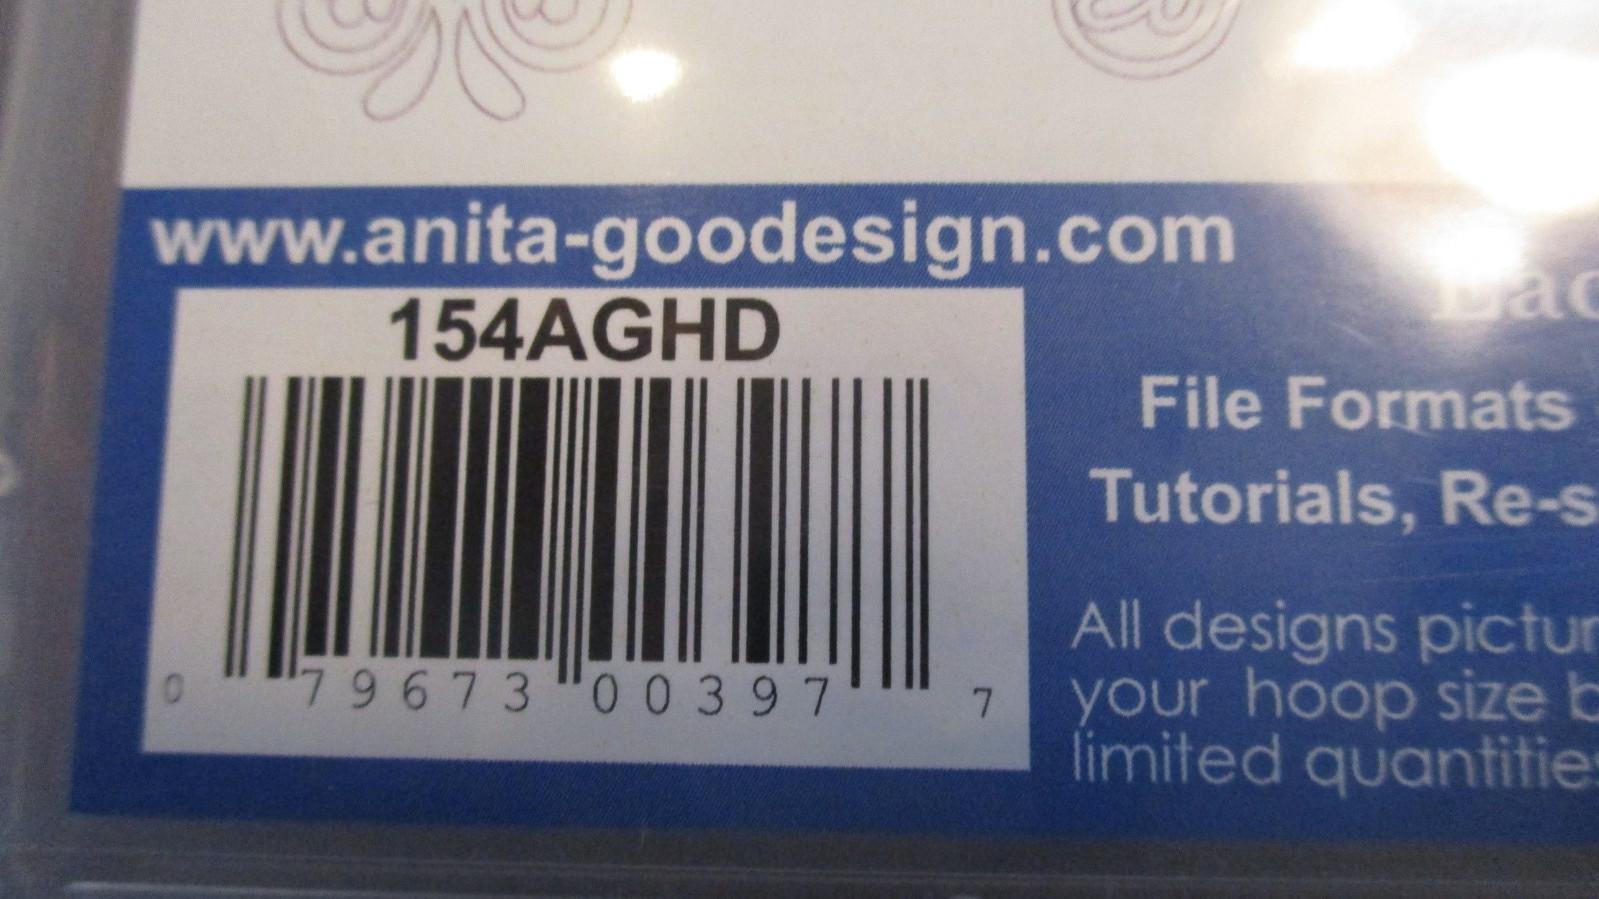 www.anita-goodesign.com
154AGHD
0 79673 00397 7
File Formats
Tutorials, Re-s
All designs pictur
your hoop size b
limited quantities